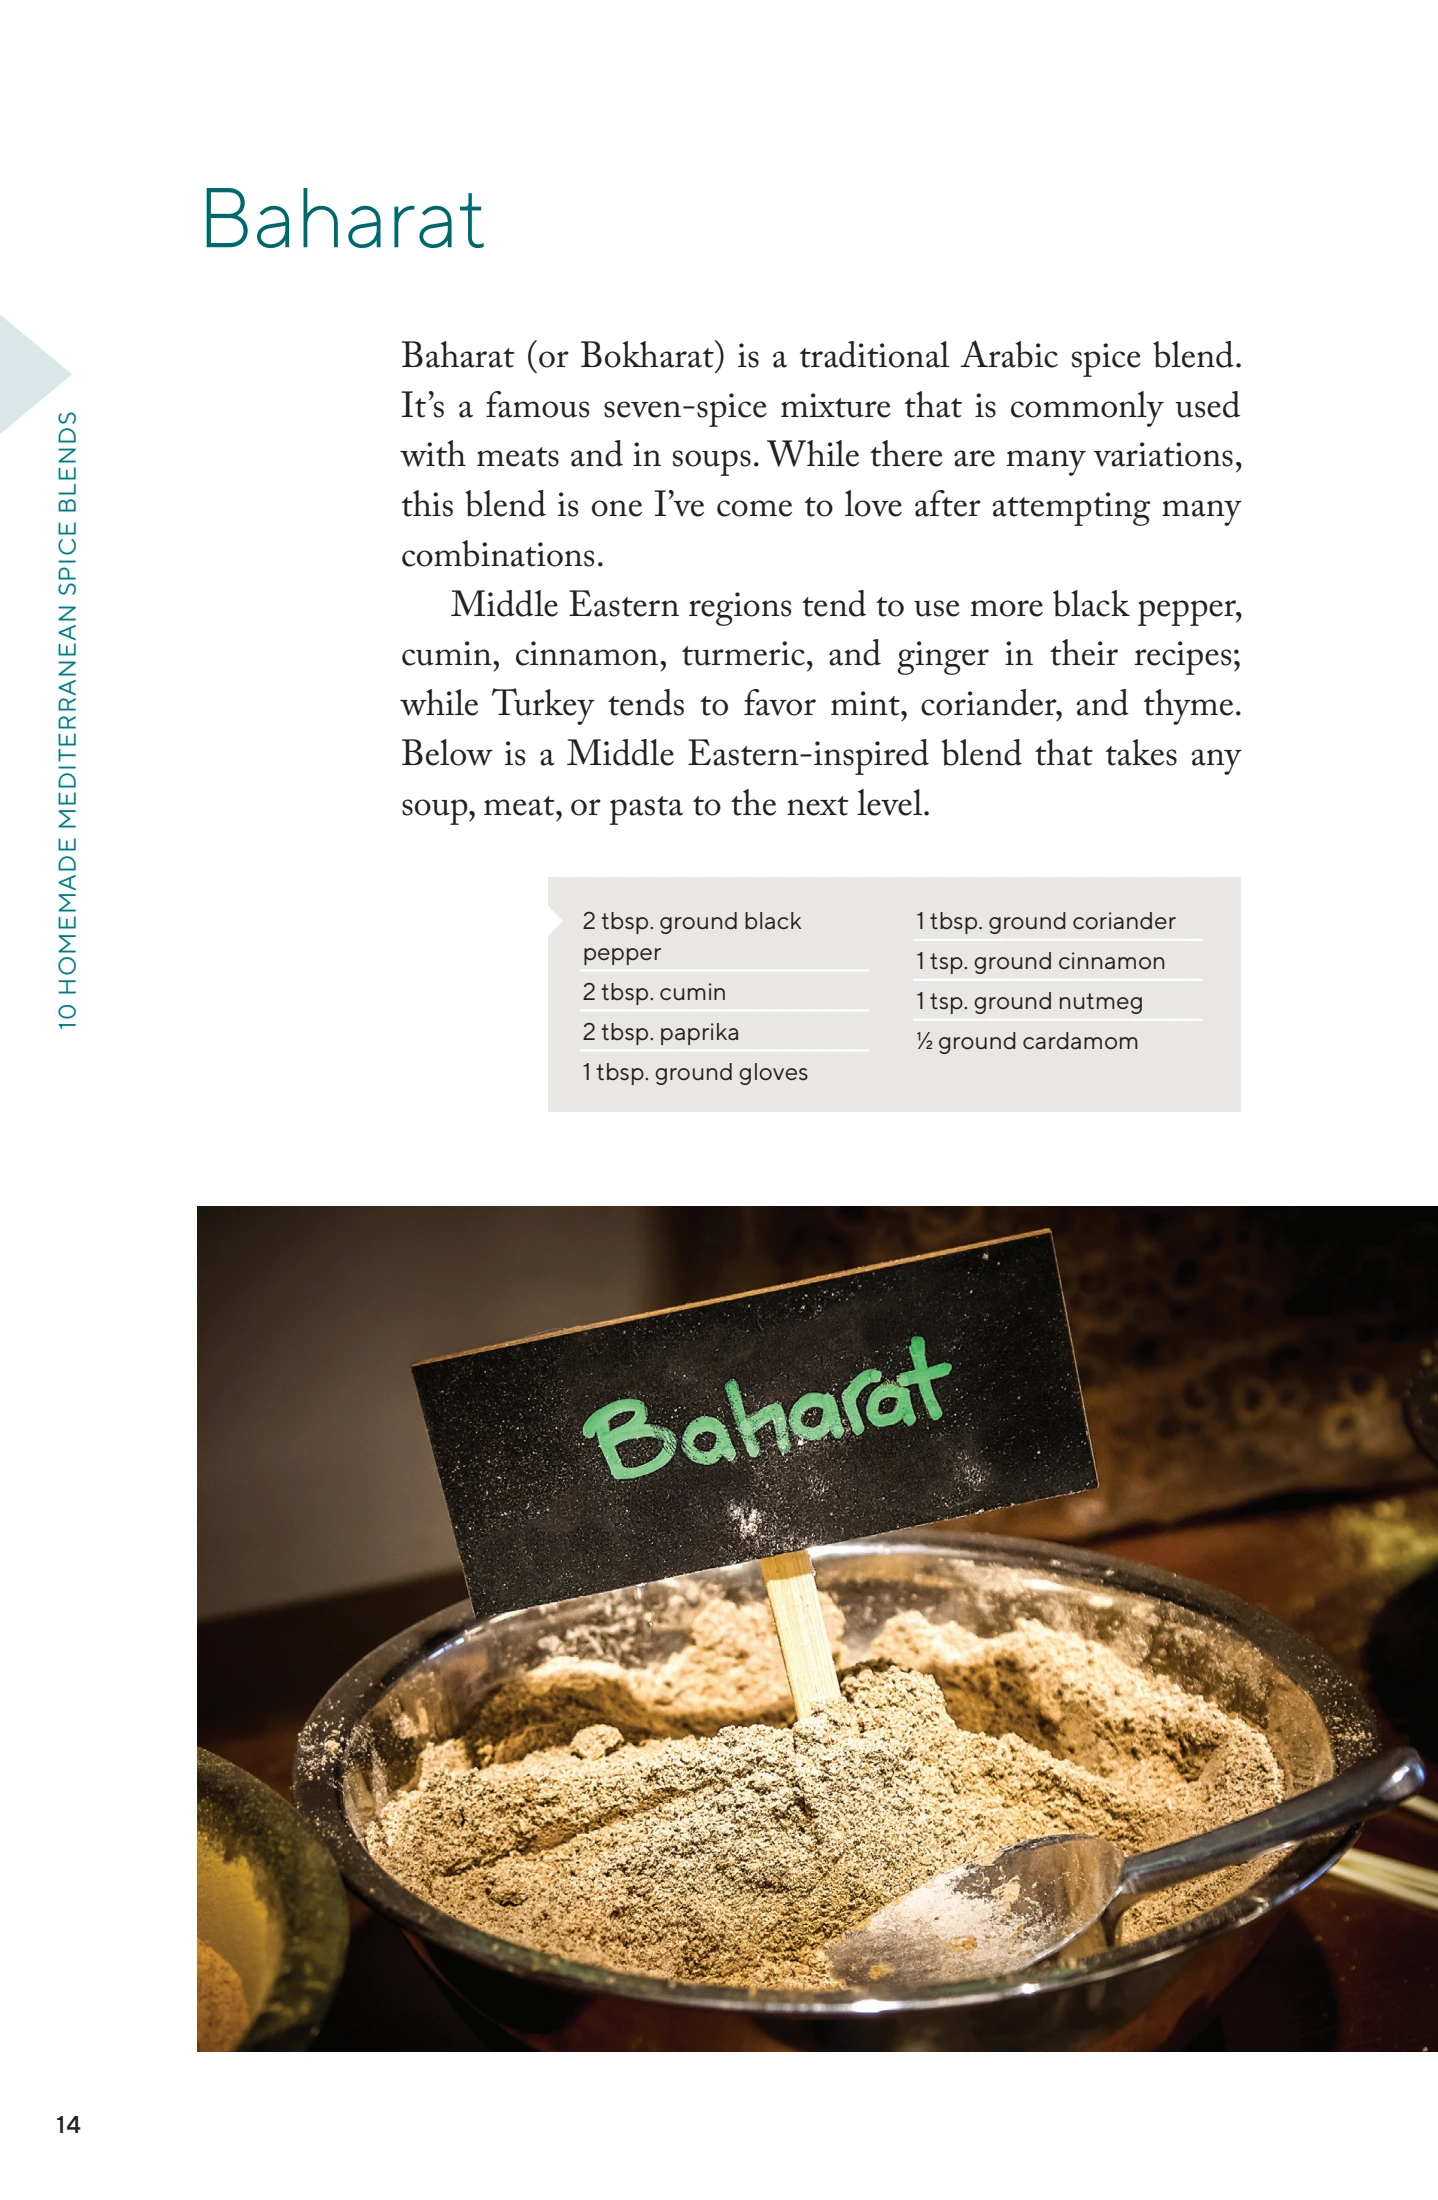 Baharat
Baharat (or Bokharat) is a traditional Arabic spice blend.
It’s a famous seven-spice mixture that is commonly used
with meats and in soups. While there are many variations,
this blend is one I’ve come to love after attempting many
combinations.
Middle Eastern regions tend to use more black pepper,
cumin, cinnamon, turmeric, and ginger in their recipes;
while Turkey tends to favor mint, coriander, and thyme.
Below is a Middle Eastern-inspired blend that takes any
soup, meat, or pasta to the next level.
2 tbsp. ground black
pepper
2 tbsp. cumin
2 tbsp. paprika
1 tbsp. ground gloves
1 tbsp. ground coriander
1 tsp. ground cinnamon
1 tsp. ground nutmeg
½ ground cardamom
Baharat
10 HOMEMADE MEDITERRANEAN SPICE BLENDS
14